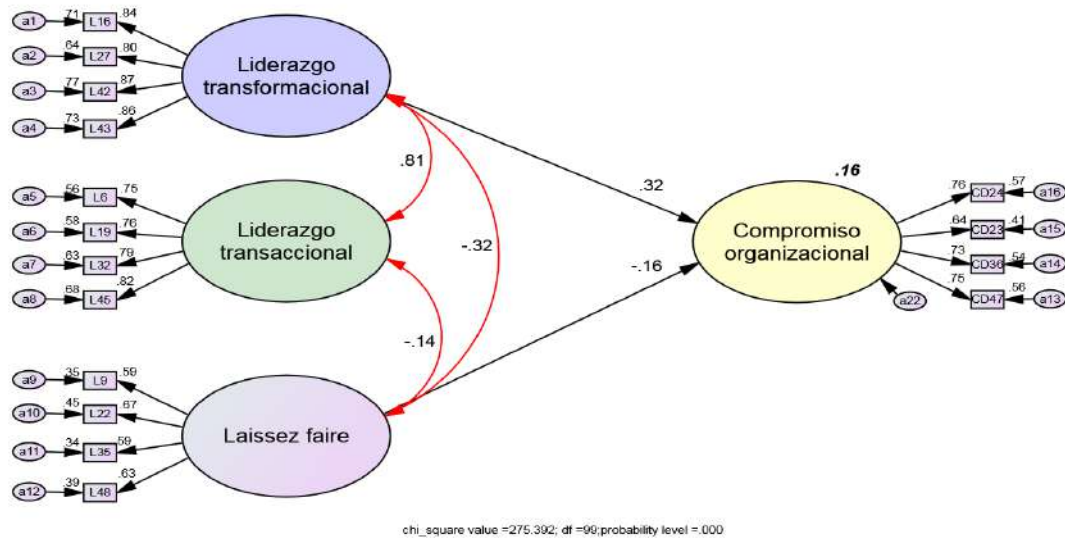 a1 .71 L16 .84
a2 .64 L27 .80
a3 .77 L42 .87
a4 .73 L43 .86
Liderazgo
transformacional
.81
.32
-.32
a5 .56 L6 .75
a6 .58 L19 .76
a7 .63 L32 .79
a8 .68 L45 .82
Liderazgo
transaccional
-.14
-.16
a9 .35 L9 .59
a10 .45 L22 .67
a11 .34 L35 .59
a12 .39 L48 .63
Laissez faire
.16
Compromiso
organizacional
a22
.76 CD24 .57 a16
.64 CD23 .41 a15
.73 CD36 .54 a14
.75 CD47 .56 a13
chi_square value =275.392; df =99;probability level =.000